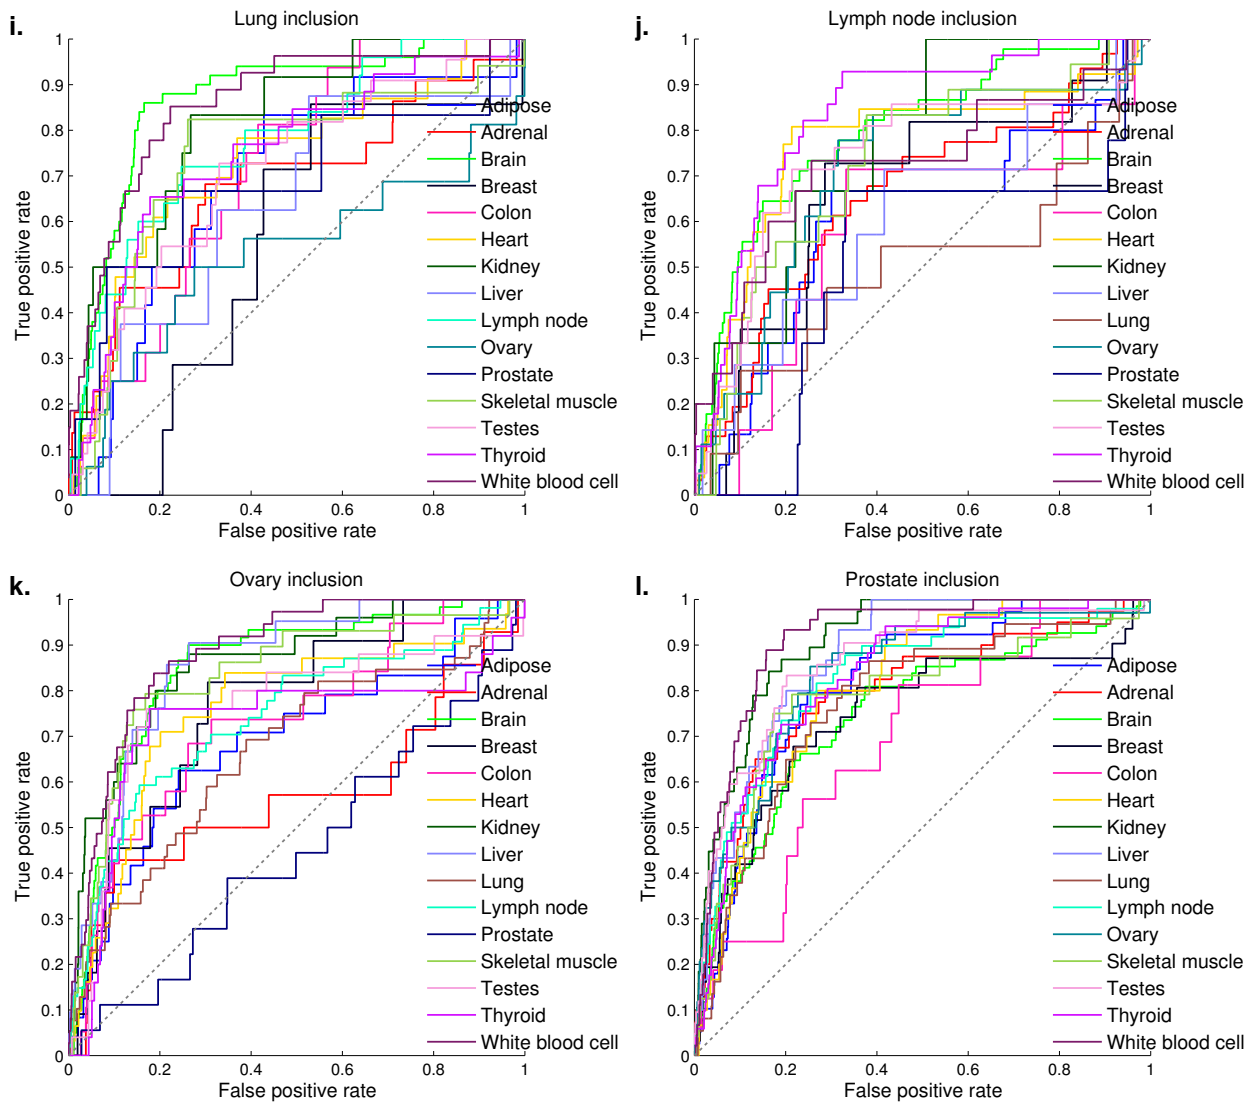 i.
Lung inclusion
True positive rate
1
0.9
0.8
0.7
0.6
0.5
0.4
0.3
0.2
0.1
0
Adipose
Adrenal
Brain
Breast
Colon
Heart
Kidney
Liver
Lymph node
Ovary
Prostate
Skeletal muscle
Testes
Thyroid
White blood cell
0 0.2 0.4 0.6 0.8 1
False positive rate
j.
Lymph node inclusion
True positive rate
1
0.9
0.8
0.7
0.6
0.5
0.4
0.3
0.2
0.1
0
Adipose
Adrenal
Brain
Breast
Colon
Heart
Kidney
Liver
Lung
Ovary
Prostate
Skeletal muscle
Testes
Thyroid
White blood cell
0 0.2 0.4 0.6 0.8 1
False positive rate
k.
Ovary inclusion
True positive rate
1
0.9
0.8
0.7
0.6
0.5
0.4
0.3
0.2
0.1
0
Adipose
Adrenal
Brain
Breast
Colon
Heart
Kidney
Liver
Lung
Lymph node
Prostate
Skeletal muscle
Testes
Thyroid
White blood cell
0 0.2 0.4 0.6 0.8 1
False positive rate
l.
Prostate inclusion
True positive rate
1
0.9
0.8
0.7
0.6
0.5
0.4
0.3
0.2
0.1
0
Adipose
Adrenal
Brain
Breast
Colon
Heart
Kidney
Liver
Lung
Lymph node
Ovary
Skeletal muscle
Testes
Thyroid
White blood cell
0 0.2 0.4 0.6 0.8 1
False positive rate